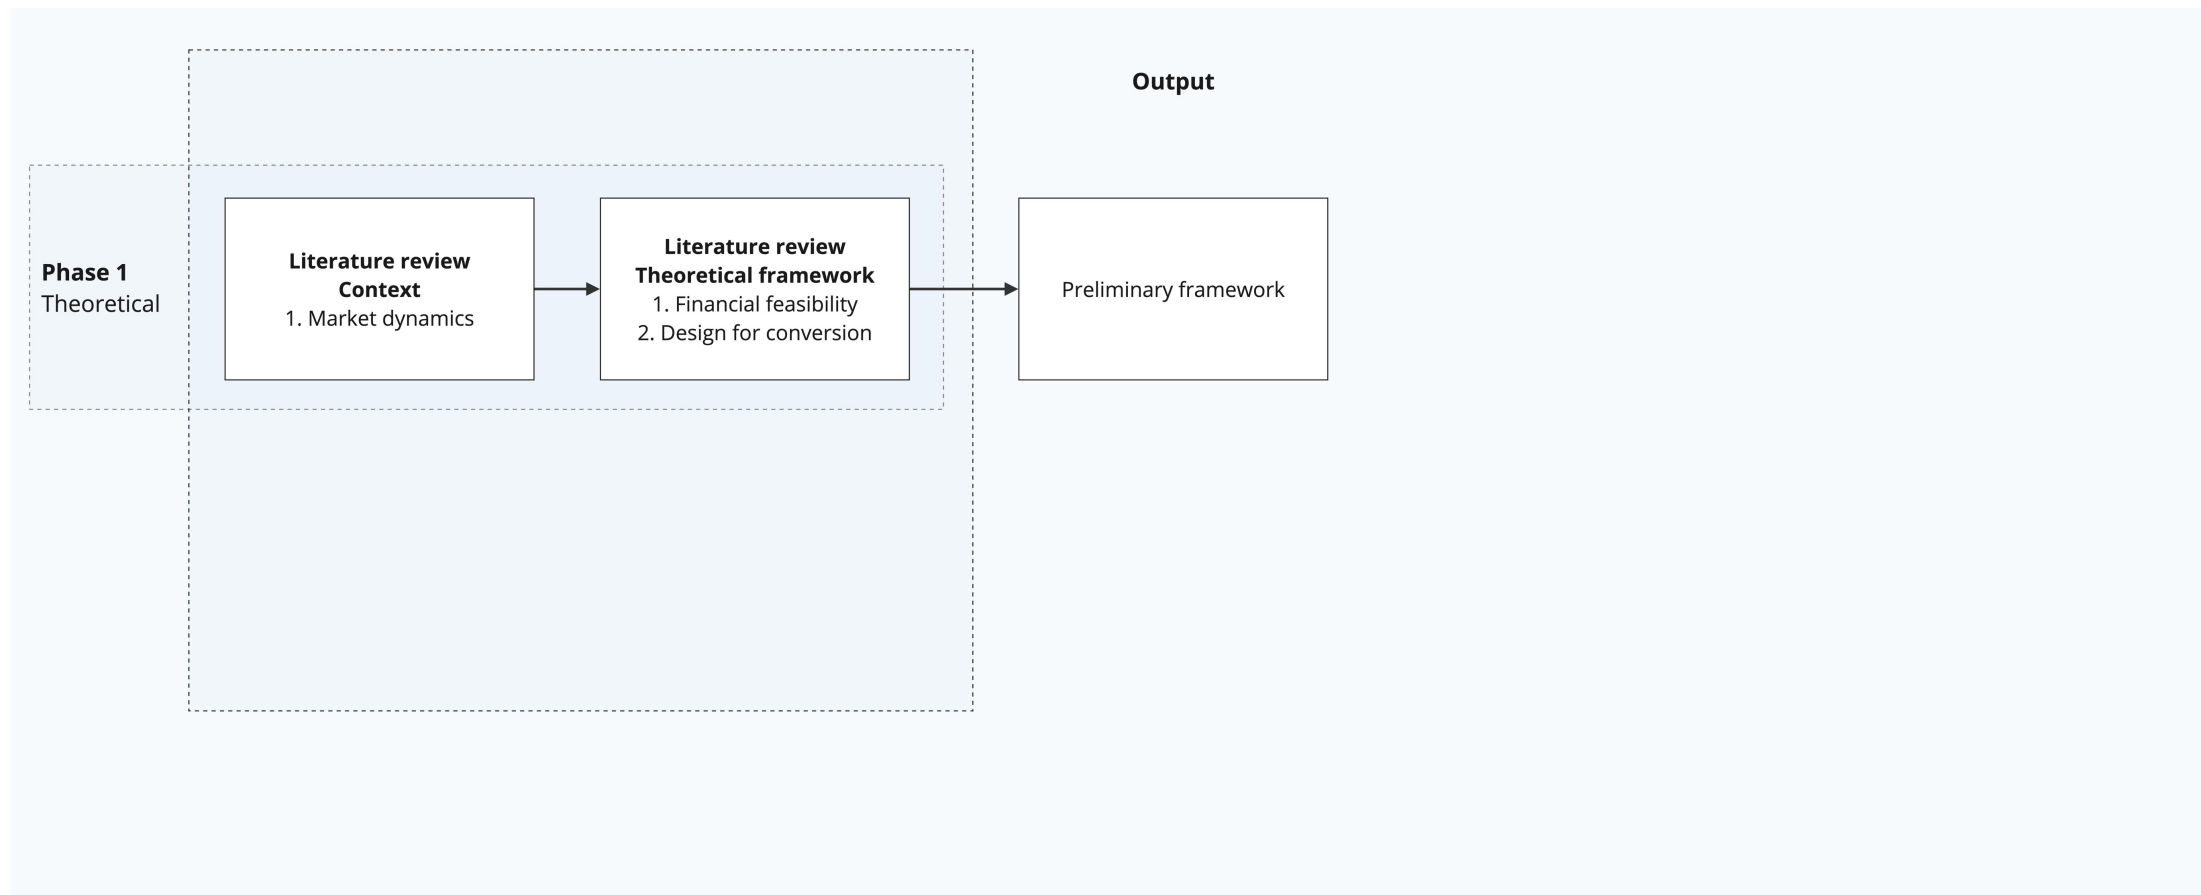 Output
Phase 1
Theoretical
Literature review
Context
1. Market dynamics
Literature review
Theoretical framework
1. Financial feasibility
2. Design for conversion
Preliminary framework